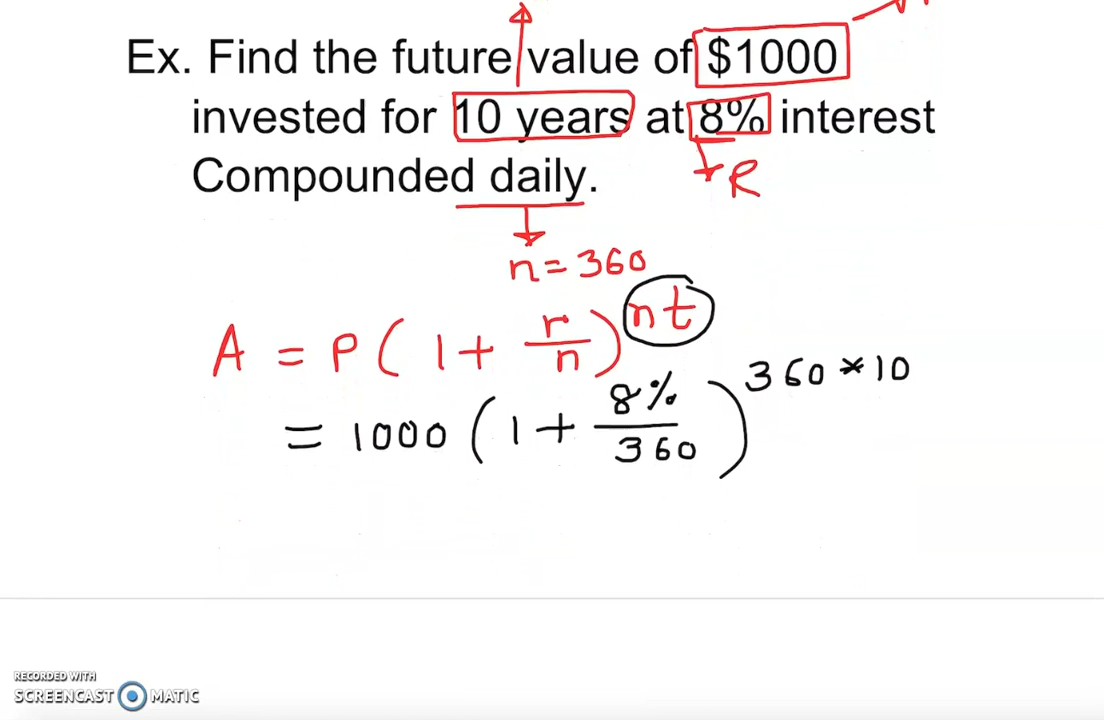 Ex. Find the future value of $1000
invested for 10 years at 8% interest
Compounded daily.
R
n = 360
A = P ( 1 + r/n ) nt
= 1000 ( 1 + 8%/360 ) 360 * 10
RECORDED WITH
SCREENCAST MATIC